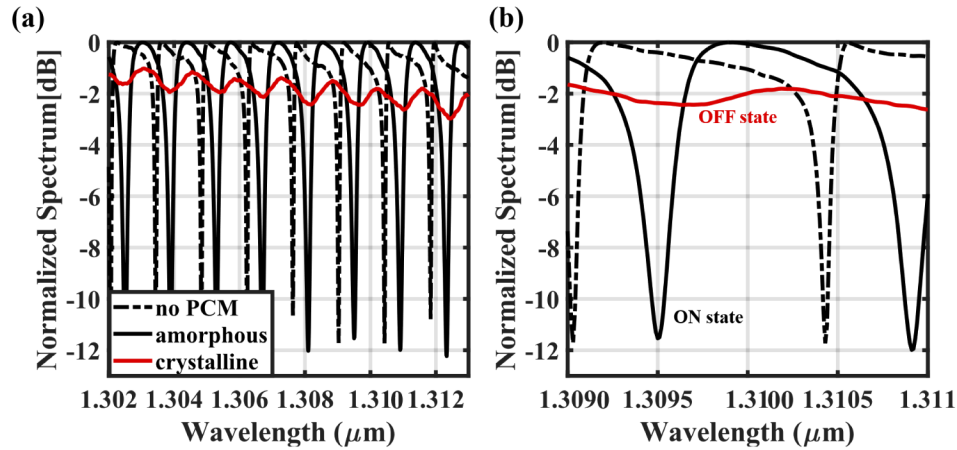 (a)
Normalized Spectrum[dB]
0
-2
-4
-6
-8
-10
-12
no PCM
amorphous
crystalline
1.302 1.304 1.306 1.308 1.310 1.312
Wavelength (μm)
(b)
Normalized Spectrum[dB]
0
-2
-4
-6
-8
-10
-12
OFF state
ON state
1.3090 1.3095 1.3100 1.3105 1.311
Wavelength (μm)